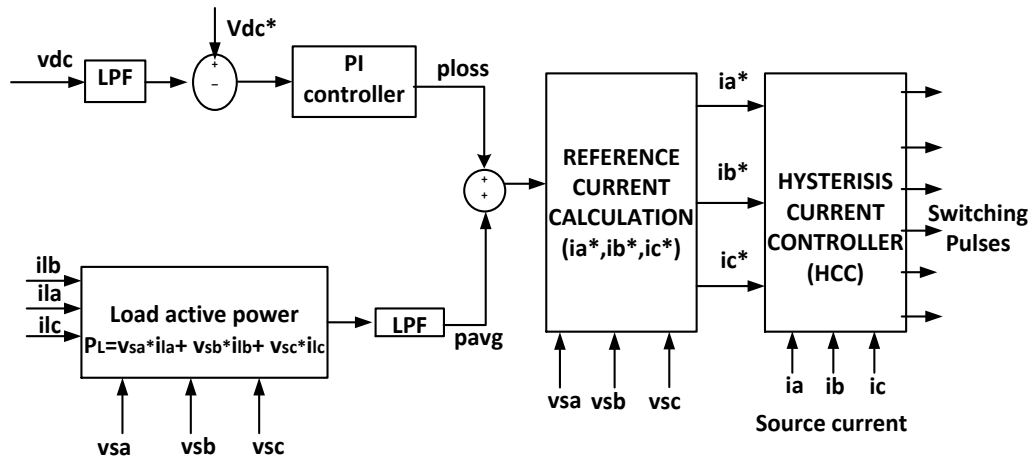 Vdc*
vdc
LPF
+
−
PI
controller
ploss
+
+
ilb
ila
ilc
Load active power
PL=vsa*ila+ vsb*ilb+ vsc*ilc
LPF
pavg
vsa
vsb
vsc
REFERENCE
CURRENT
CALCULATION
(ia*,ib*,ic*)
vsa
vsb
vsc
ia*
ib*
ic*
HYSTERISIS
CURRENT
CONTROLLER
(HCC)
Switching
Pulses
ia
ib
ic
Source current